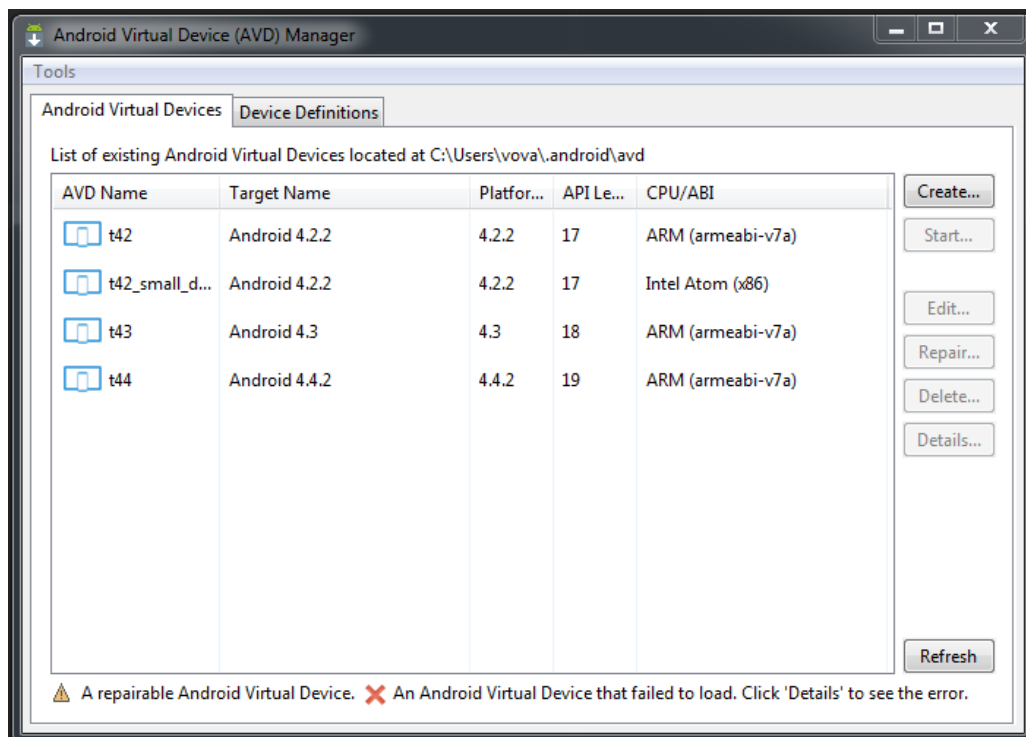 Android Virtual Device (AVD) Manager
Tools
Android Virtual Devices Device Definitions
List of existing Android Virtual Devices located at C:\Users\vova\.android\avd
AVD Name Target Name Platfor... API Le... CPU/ABI Create...
t42 Android 4.2.2 4.2.2 17 ARM (armeabi-v7a) Start...
t42_small_d... Android 4.2.2 4.2.2 17 Intel Atom (x86)
Edit...
t43 Android 4.3 4.3 18 ARM (armeabi-v7a)
Repair...
t44 Android 4.4.2 4.4.2 19 ARM (armeabi-v7a)
Delete...
Details...
Refresh
A repairable Android Virtual Device. An Android Virtual Device that failed to load. Click 'Details' to see the error.